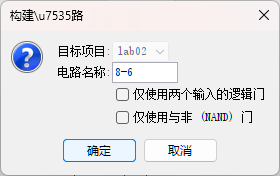 构建\u7535路
目标项目: lab02
电路名称: 8-6
仅使用两个输入的逻辑门
仅使用与非 (NAND) 门
确定 取消